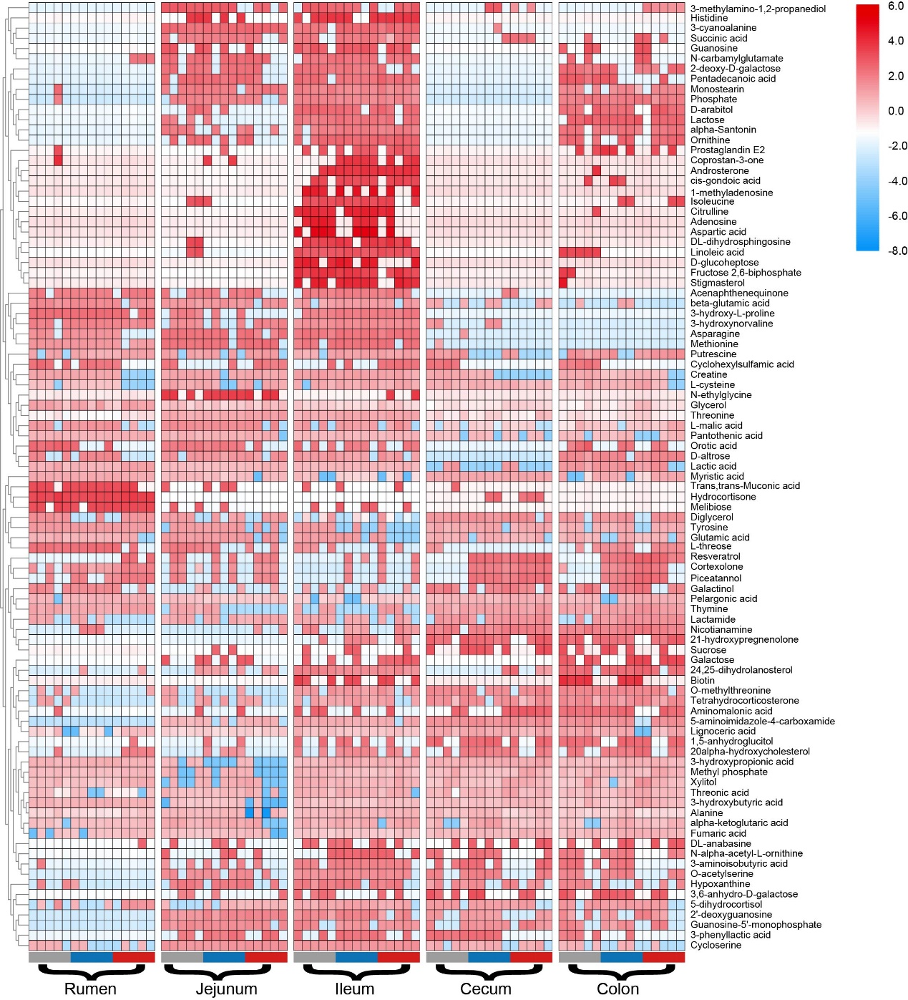 6.0
4.0
2.0
0.0
-2.0
-4.0
-6.0
-8.0
3-methylamino-1,2-propanediol
Histidine
3-cyanoalanine
Succinic acid
Guanosine
N-carbamylglutamate
2-deoxy-D-galactose
Pentadecanoic acid
Monostearin
Phosphate
D-arabitol
Lactose
alpha-Santonin
Ornithine
Prostaglandin E2
Coprostan-3-one
Androsterone
cis-gondoic acid
1-methyladenosine
Isoleucine
Citrulline
Adenosine
Aspartic acid
DL-dihydrosphingosine
Linoleic acid
D-glucoheptose
Fructose 2,6-biphosphate
Stigmasterol
Acenaphthenequinone
beta-glutamic acid
3-hydroxy-L-proline
3-hydroxynorvaline
Asparagine
Methionine
Putrescine
Cyclohexylsulfamic acid
Creatine
L-cysteine
N-ethylglycine
Glycerol
Threonine
L-malic acid
Pantothenic acid
Orotic acid
D-altrose
Lactic acid
Myristic acid
Trans,trans-Muconic acid
Hydrocortisone
Melibiose
Diglycerol
Tyrosine
Glutamic acid
L-threose
Resveratrol
Cortexolone
Piceatannol
Galactinol
Pelargonic acid
Thymine
Lactamide
Nicotianamine
21-hydroxypregnenolone
Sucrose
Galactose
24,25-dihydrolanosterol
Biotin
O-methylthreonine
Tetrahydrocorticosterone
Aminomalonic acid
5-aminoimidazole-4-carboxamide
Lignoceric acid
1,5-anhydroglucitol
20alpha-hydroxycholesterol
3-hydroxypropionic acid
Methyl phosphate
Xylitol
Threonic acid
3-hydroxybutyric acid
Alanine
alpha-ketoglutaric acid
Fumaric acid
DL-anabasine
N-alpha-acetyl-L-ornithine
3-aminoisobutyric acid
O-acetylserine
Hypoxanthine
3,6-anhydro-D-galactose
5-dihydrocortisol
2'-deoxyguanosine
Guanosine-5'-monophosphate
3-phenyllactic acid
Cycloserine
Rumen Jejunum Ileum Cecum Colon